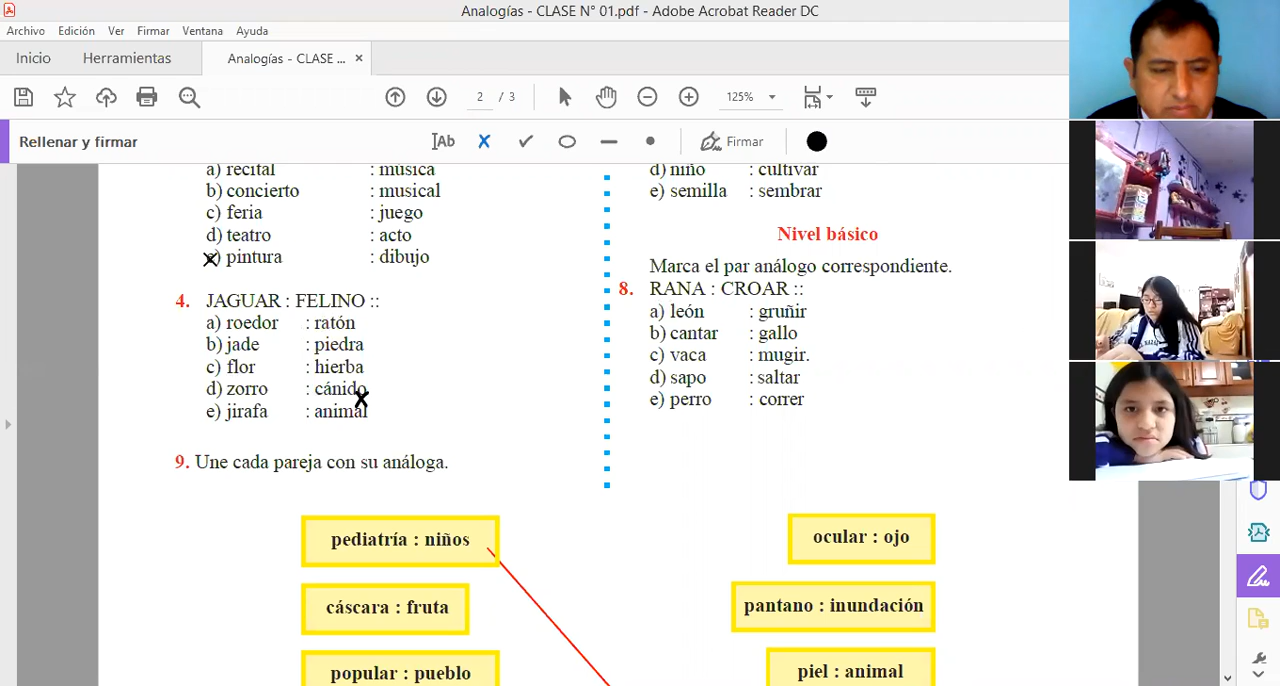 Analogías - CLASE N° 01.pdf - Adobe Acrobat Reader DC
Archivo Edición Ver Firmar Ventana Ayuda
Inicio Herramientas Analogías - CLASE ... ×
2 / 3 125%
Rellenar y firmar Ab Firmar
a) recital : música
b) concierto : musical
c) feria : juego
d) teatro : acto
e) pintura : dibujo
4. JAGUAR : FELINO ::
a) roedor : ratón
b) jade : piedra
c) flor : hierba
d) zorro : cánido
e) jirafa : animal
9. Une cada pareja con su análoga.
pediatría : niños
cáscara : fruta
popular : pueblo
d) niño : cultivar
e) semilla : sembrar
Nivel básico
Marca el par análogo correspondiente.
8. RANA : CROAR ::
a) león : gruñir
b) cantar : gallo
c) vaca : mugir.
d) sapo : saltar
e) perro : correr
ocular : ojo
pantano : inundación
piel : animal